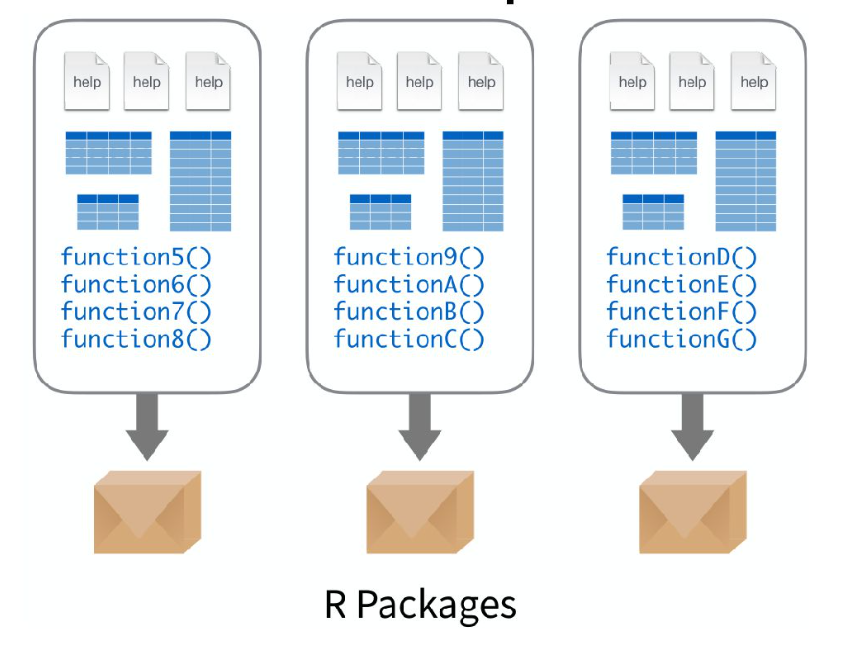 help help help
function5()
function6()
function7()
function8()
help help help
function9()
functionA()
functionB()
functionC()
help help help
functionD()
functionE()
functionF()
functionG()
R Packages